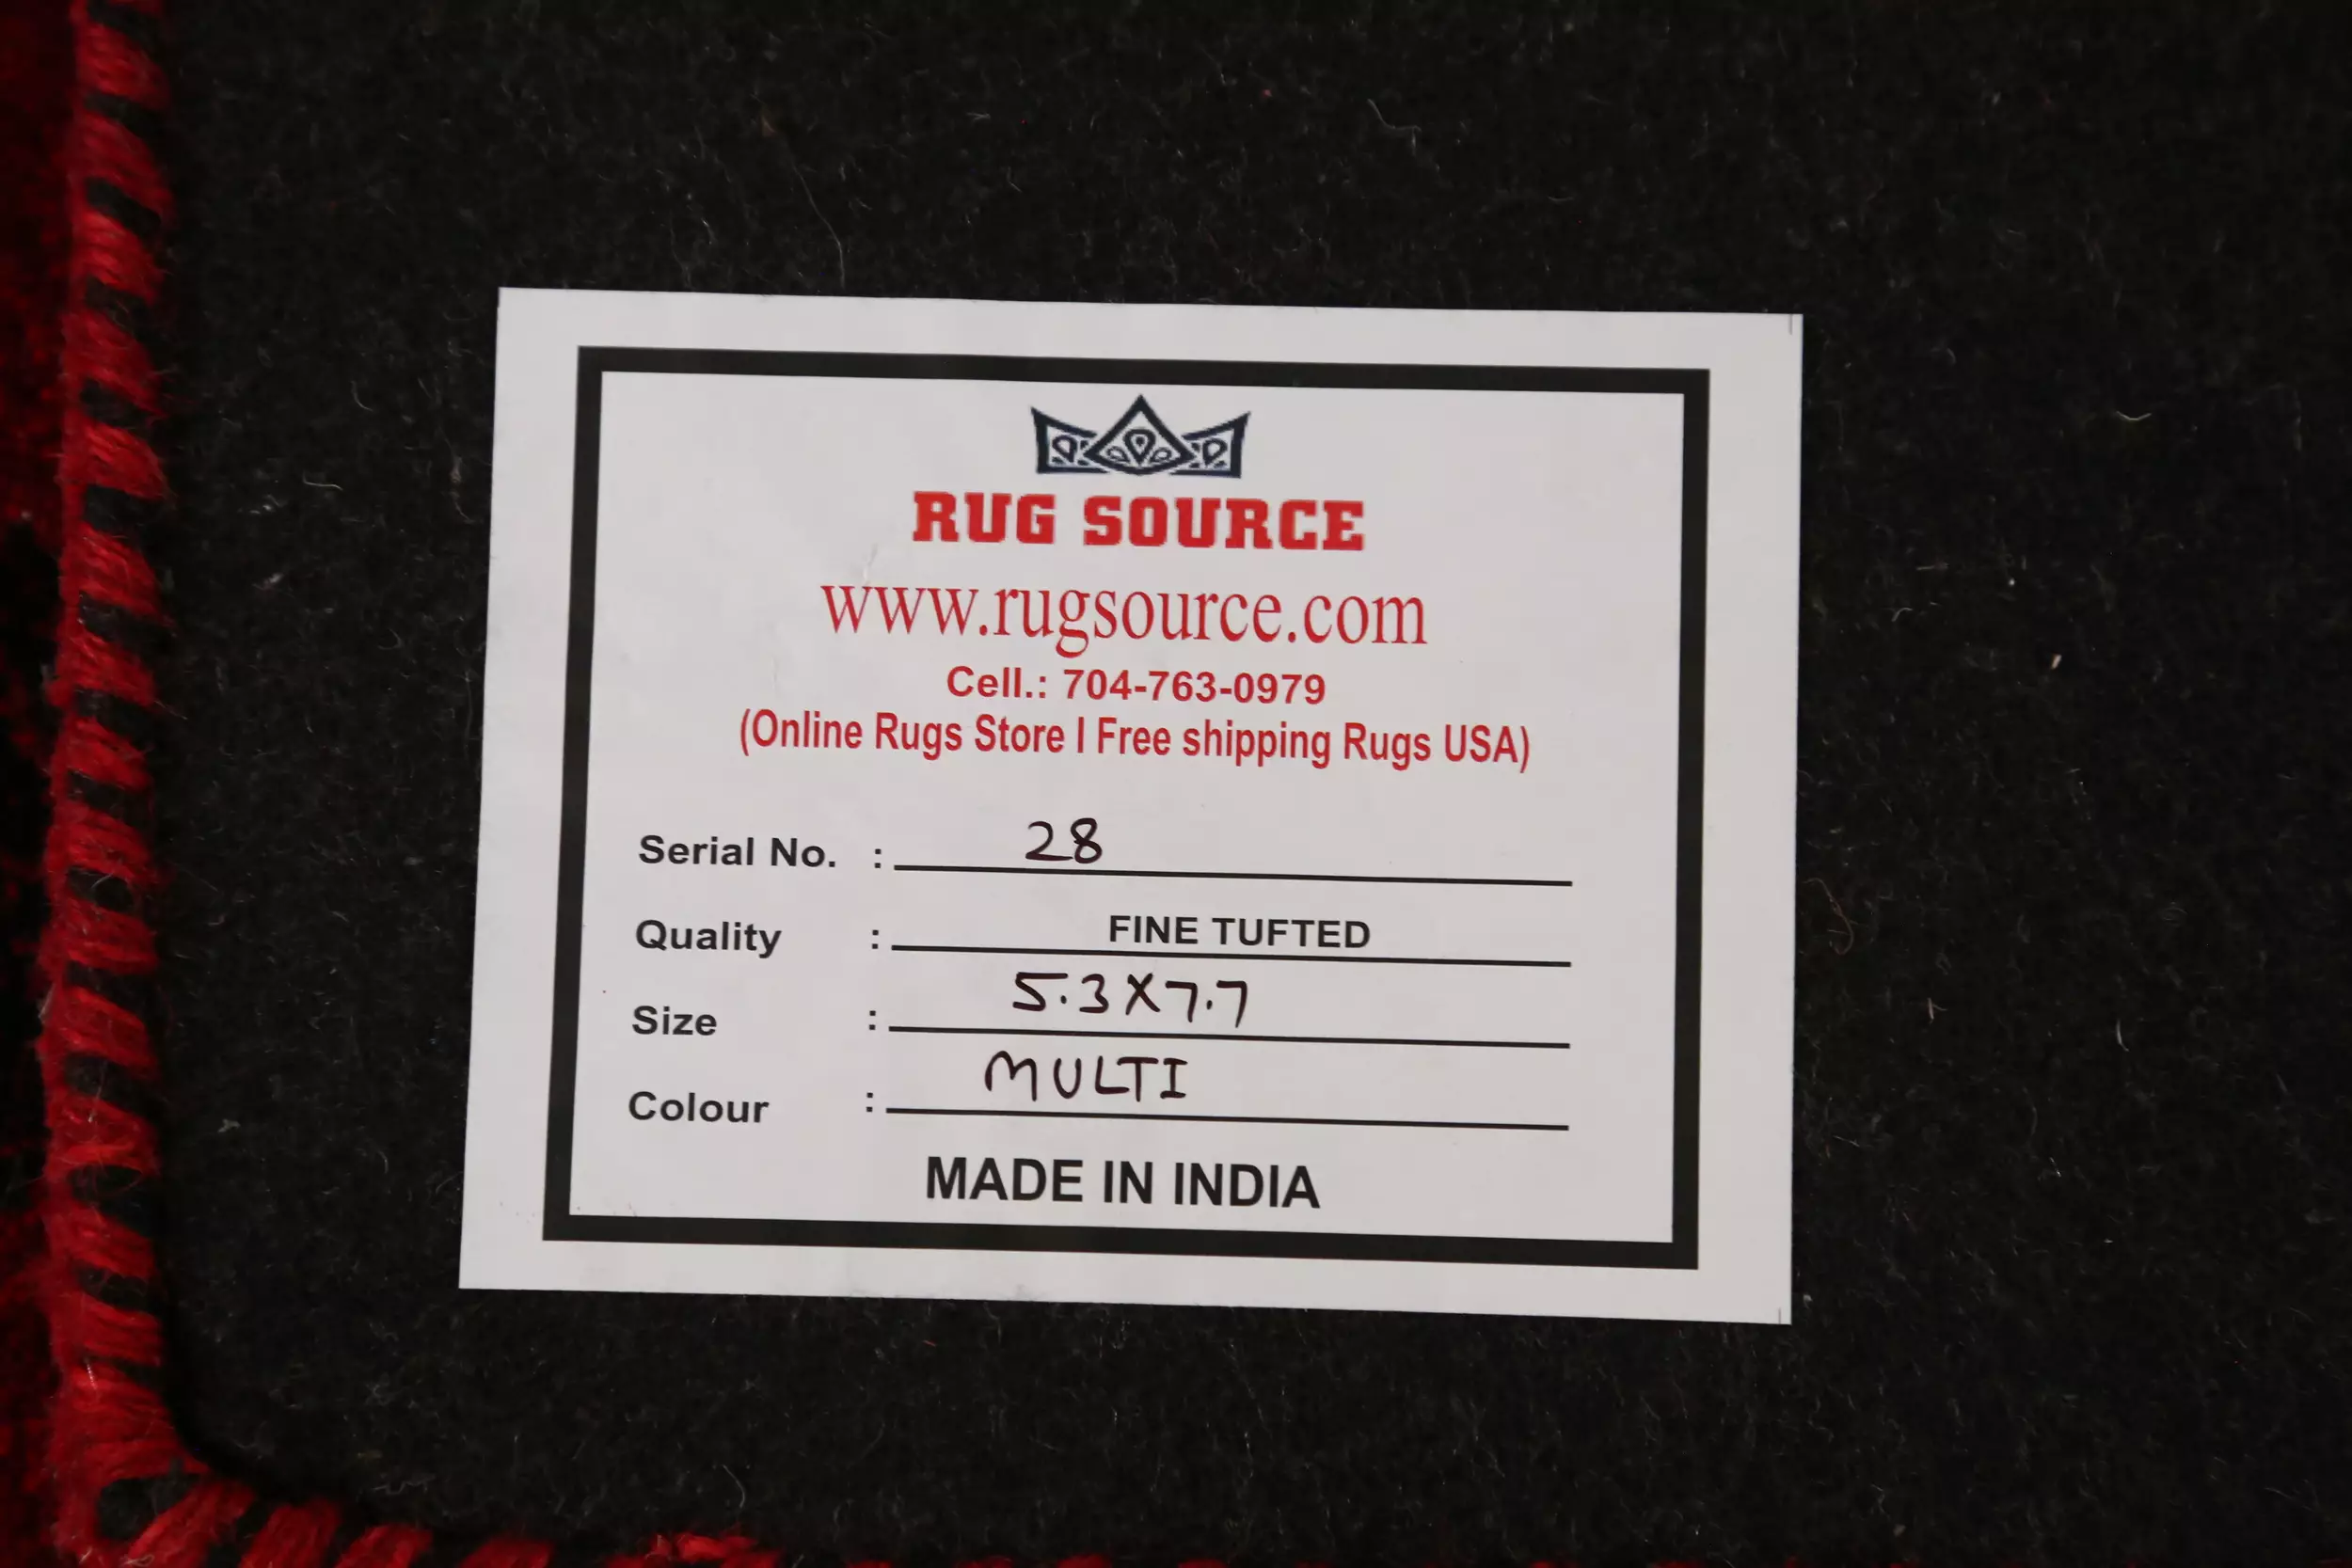 RUG SOURCE
www.rugsource.com
Cell.: 704-763-0979
(Online Rugs Store I Free shipping Rugs USA)
Serial No. : 28
Quality : FINE TUFTED
Size : 5.3X7.7
Colour : MULTI
MADE IN INDIA